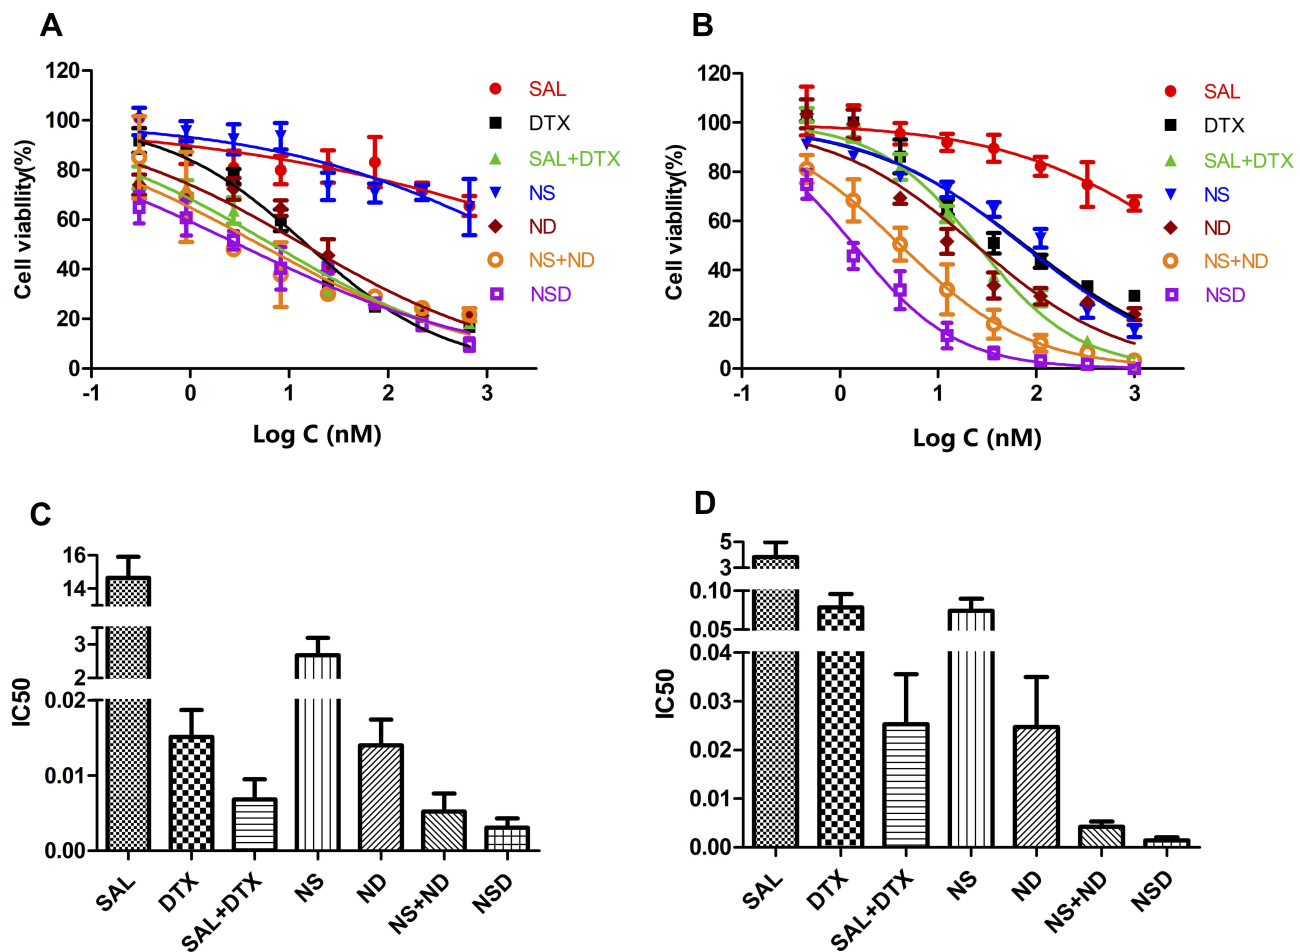 A
120
100
80
60
40
20
0
-1
0
1
2
3
Cell viability(%)
Log C (nM)
SAL
DTX
SAL+DTX
NS
ND
NS+ND
NSD
B
120
100
80
60
40
20
0
-1
0
1
2
3
Cell viability(%)
Log C (nM)
SAL
DTX
SAL+DTX
NS
ND
NS+ND
NSD
C
16
14
3
2
0.02
0.01
0.00
IC50
SAL
DTX
SAL+DTX
NS
ND
NS+ND
NSD
D
5
3
0.10
0.05
0.04
0.03
0.02
0.01
0.00
IC50
SAL
DTX
SAL+DTX
NS
ND
NS+ND
NSD